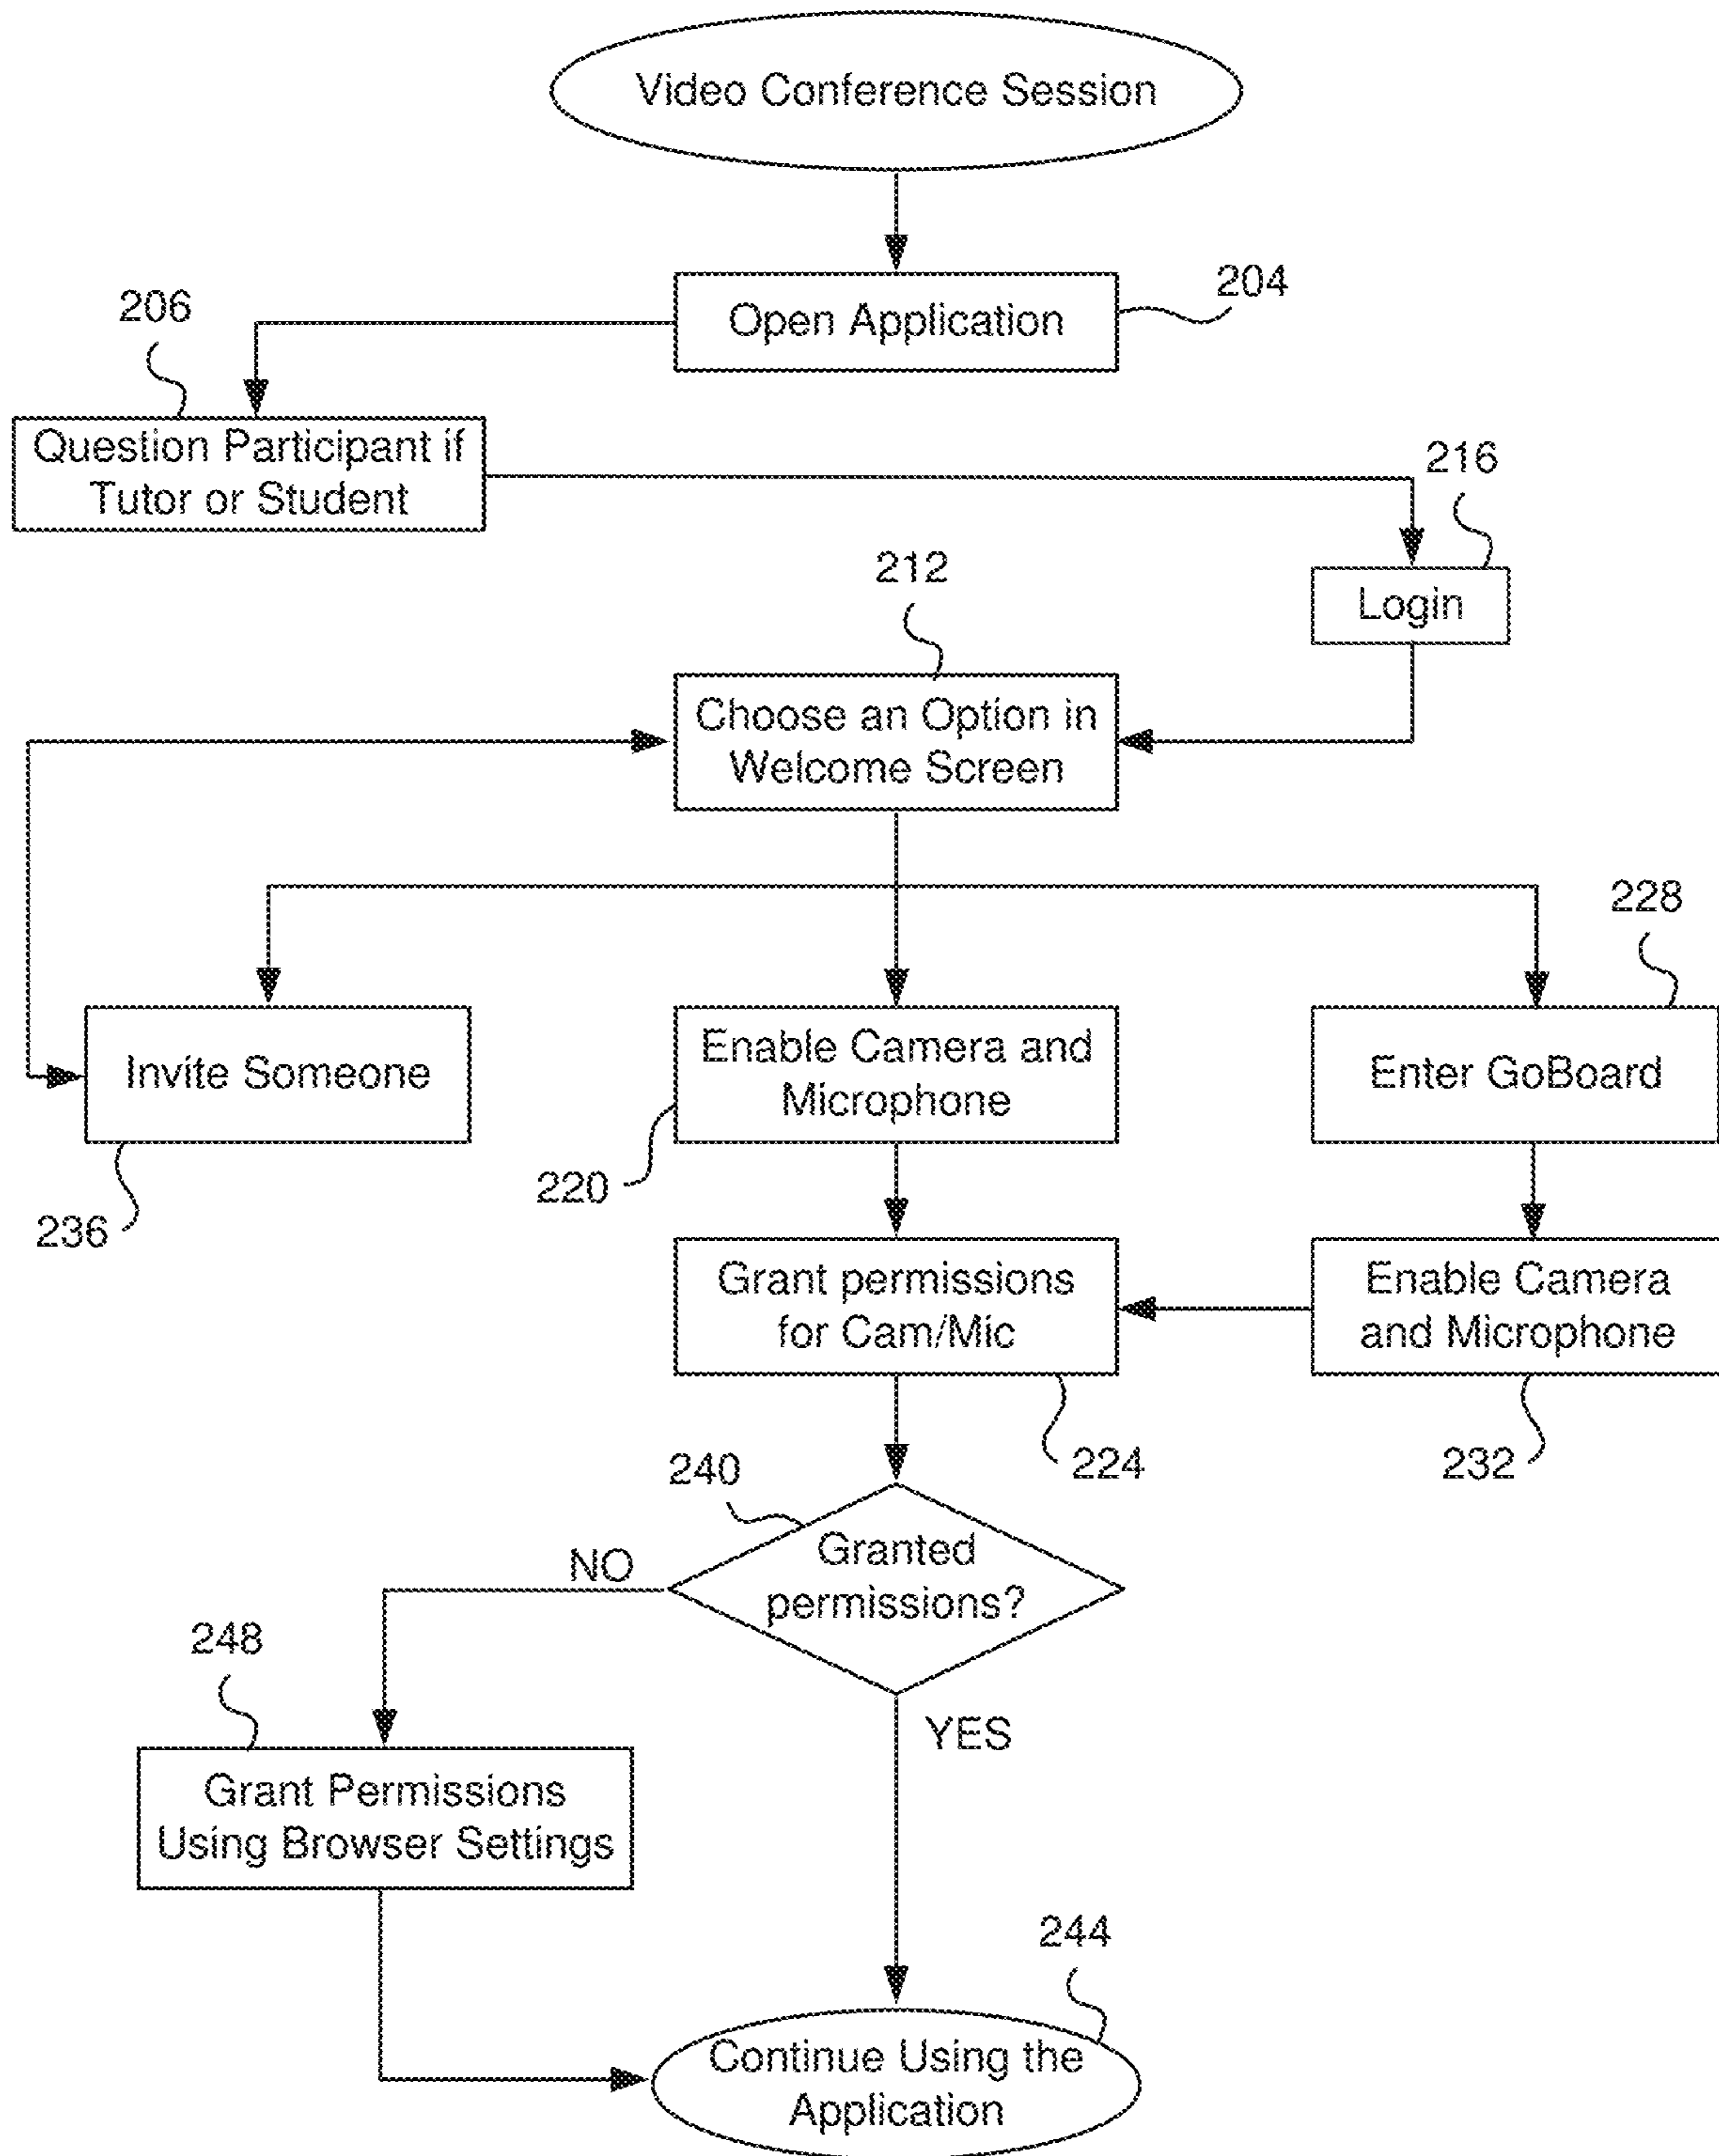 Video Conference Session
204
Open Application
206
Question Participant if
Tutor or Student
216
Login
212
Choose an Option in
Welcome Screen
228
Invite Someone
236
Enable Camera and
Microphone
220
Enter GoBoard
Grant permissions
for Cam/Mic
224
Enable Camera
and Microphone
232
240
Granted
permissions?
NO
YES
248
Grant Permissions
Using Browser Settings
244
Continue Using the
Application